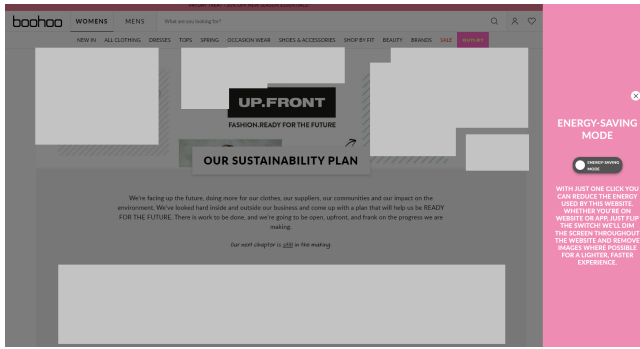 boohoo
WOMENS
MENS
What are you looking for?
NEW IN ALL CLOTHING DRESSES TOPS SPRING OCCASION WEAR SHOES & ACCESSORIES SHOP BY FIT BEAUTY BRANDS SALE OUTLET
UP.FRONT
FASHION.READY FOR THE FUTURE
OUR SUSTAINABILITY PLAN
We're facing up the future, doing more for our clothes, our suppliers, our communities and our impact on the
environment. We've looked hard inside and outside our business and come up with a plan that will help us be READY
FOR THE FUTURE. There is work to be done, and we're going to be open, upfront, and frank on the progress we are
making.
Our next chapter is still in the making.
ENERGY-SAVING
MODE
ENERGY-SAVING
MODE
WITH JUST ONE CLICK YOU
CAN REDUCE THE ENERGY
USED BY THIS WEBSITE.
WHETHER YOU'RE ON
WEBSITE OR APP, JUST FLIP
THE SWITCH! WE'LL DIM
THE SCREEN THROUGHOUT
THE WEBSITE AND REMOVE
IMAGES WHERE POSSIBLE
FOR A LIGHTER, FASTER
EXPERIENCE.